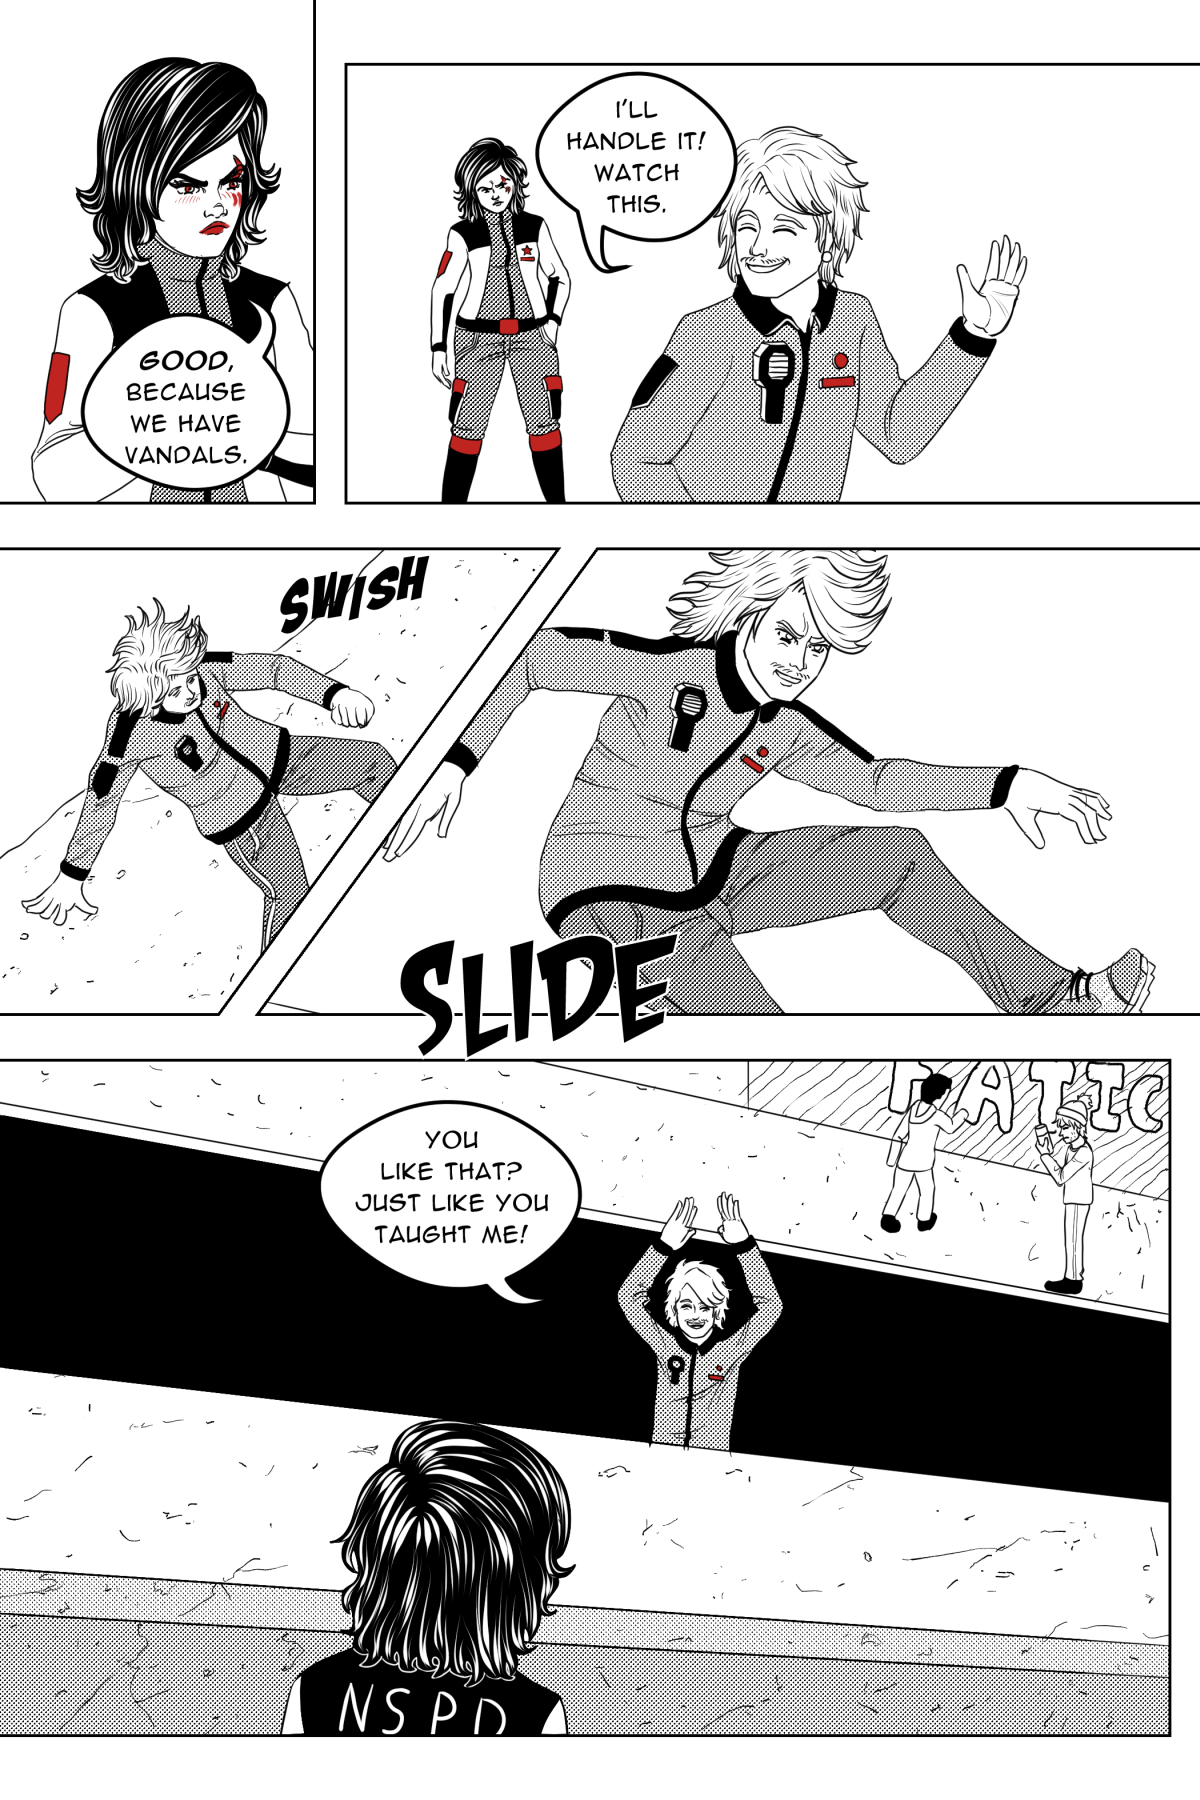 GOOD,
BECAUSE
WE HAVE
VANDALS.
I'LL
HANDLE IT!
WATCH
THIS.
SWISH
SLIDE
YOU
LIKE THAT?
JUST LIKE YOU
TAUGHT ME!
FATIC
NSPD